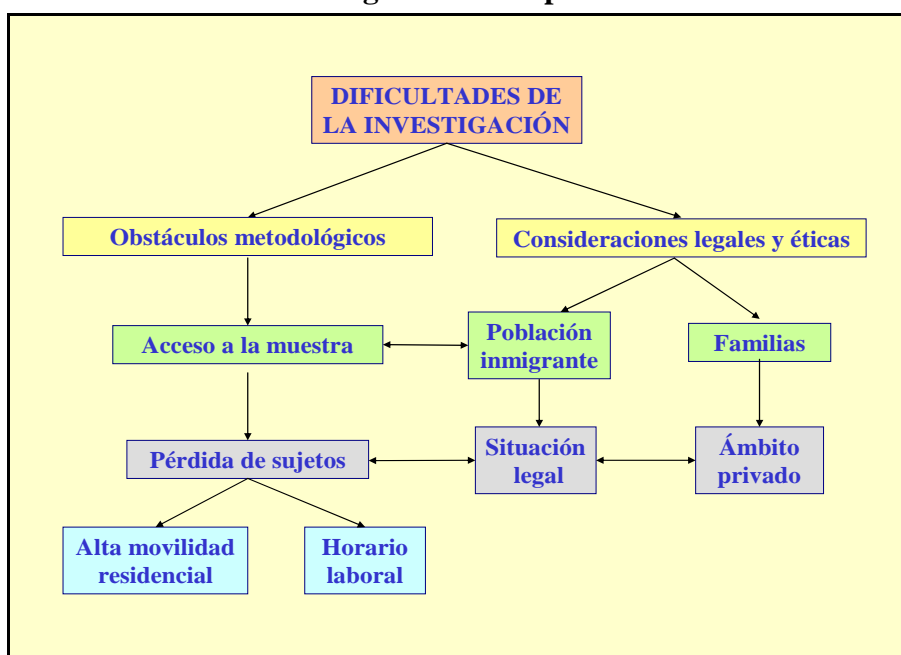 DIFICULTADES DE
LA INVESTIGACIÓN
Obstáculos metodológicos
Consideraciones legales y éticas
Acceso a la muestra
Población
inmigrante
Familias
Pérdida de sujetos
Situación
legal
Ámbito
privado
Alta movilidad
residencial
Horario
laboral